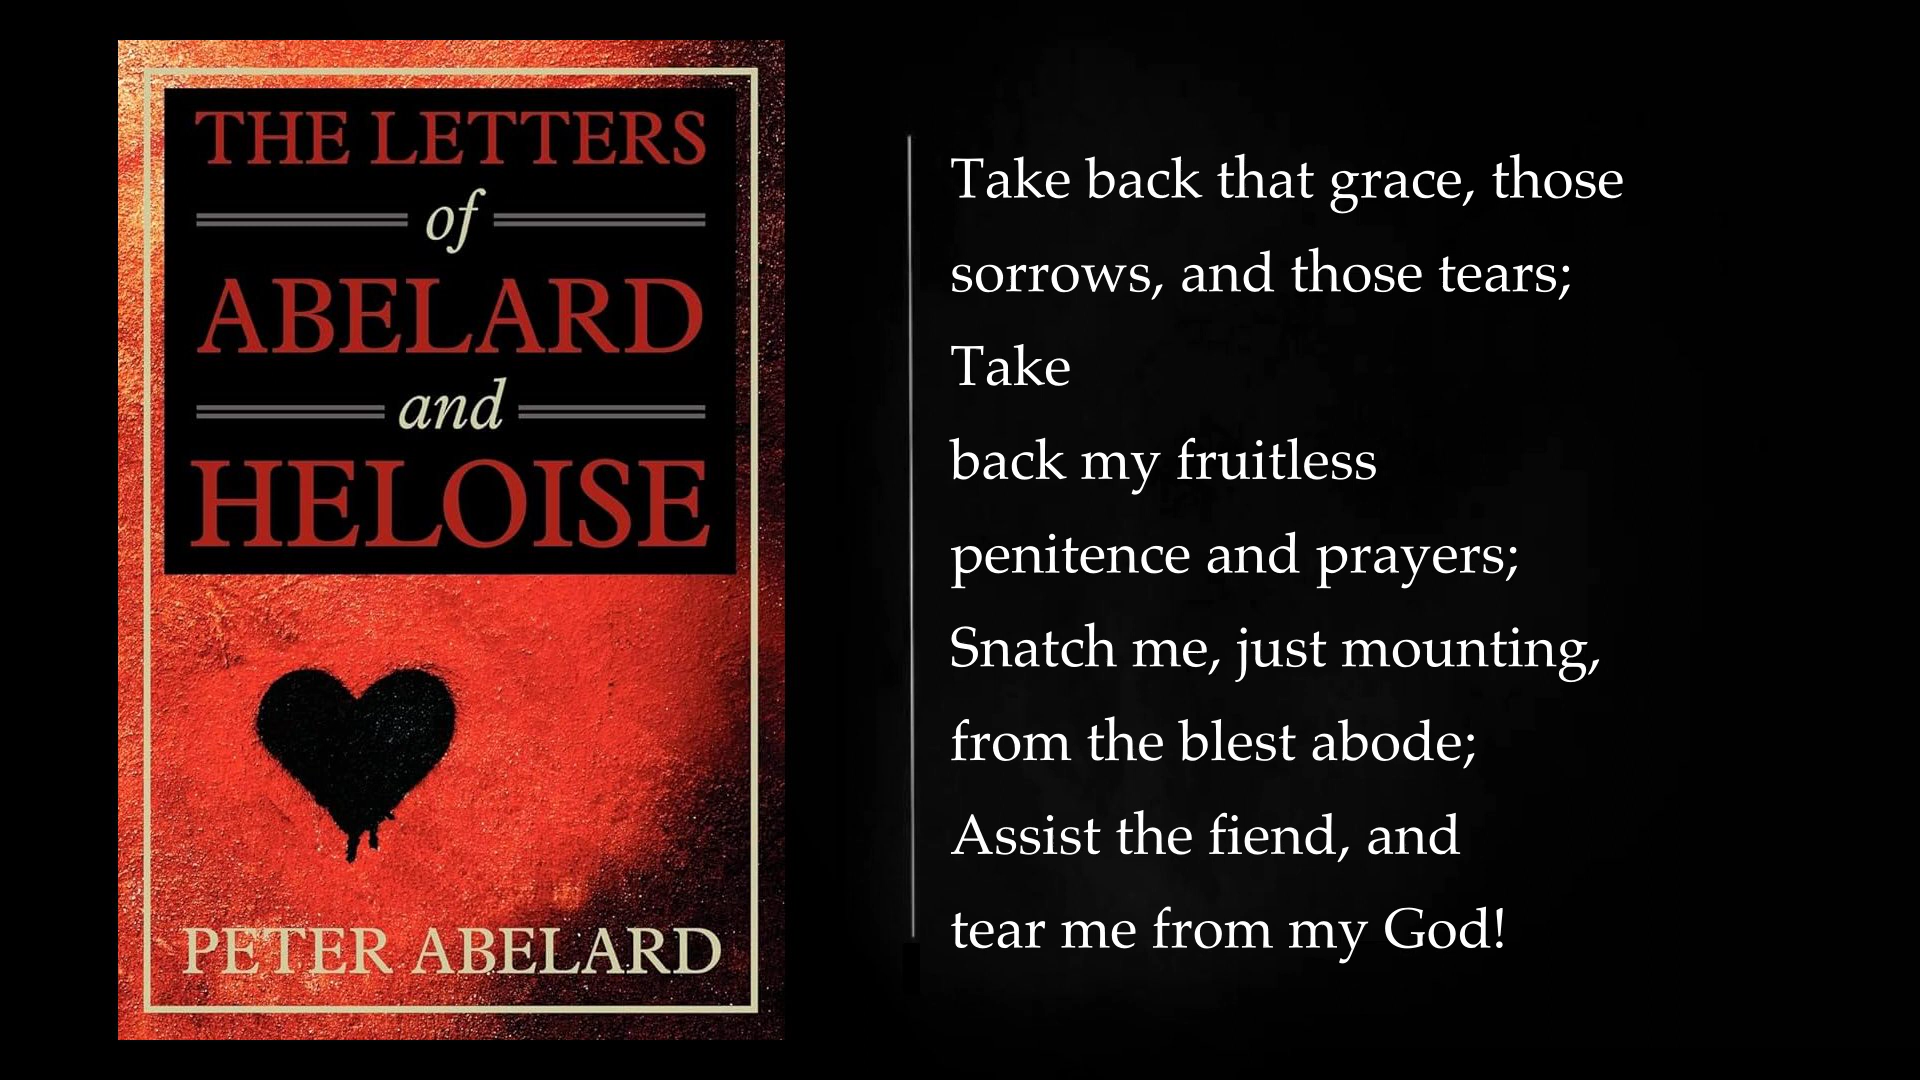 THE LETTERS
of
ABELARD
and
HELOISE
PETER ABELARD
Take back that grace, those
sorrows, and those tears;
Take
back my fruitless
penitence and prayers;
Snatch me, just mounting,
from the blest abode;
Assist the fiend, and
tear me from my God!